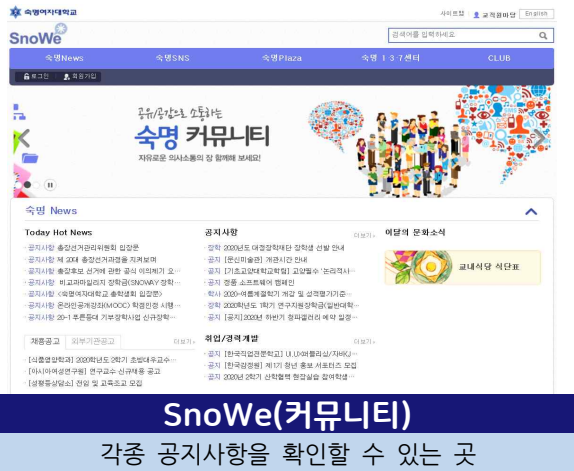 숙명여자대학교
사이트맵 교직원마당 English
SnoWe
검색어를 입력하세요
숙명News 숙명SNS 숙명Plaza 숙명 1·3·7센터 CLUB
로그인 회원가입
공유/공감으로 소통하는
숙명 커뮤니티
자유로운 의사소통의 장 함께해 보세요!
숙명 News
Today Hot News
· 공지사항 총장선거관리위원회 입장문
· 공지사항 제 20대 총장선거과정을 지켜보며
· 공지사항 총장후보 선거에 관한 공식 이의제기 요…
· 공지사항 비교과마일리지 장학금(SNOWAY 장학…
· 공지사항 <숙명여자대학교 총학생회 입장문>
· 공지사항 온라인공개강좌(MOOC) 학점인정 시행…
· 공지사항 20-1 푸른등대 기부장학사업 신규장학…
공지사항 더보기
· 장학 2020년도 대경장학재단 장학생 선발 안내
· 공지 [문신미술관] 개관시간 안내
· 공지 [기초교양대학교학팀] 교양필수 '논리적사…
· 공지 정품 소프트웨어 캠페인
· 학사 2020-여름계절학기 개강 및 성적평가기준…
· 장학 2020학년도 1학기 연구지원장학금(일반대학…
· 공지 [공지]2020년 하반기 청파갤러리 예약 일정…
이달의 문화소식
교내식당 식단표
채용공고 외부기관공고 더보기
· [식품영양학과] 2020학년도 2학기 초빙대우교수…
· [아시아여성연구원] 연구교수 신규채용 공고
· [성평등상담소] 전임 및 교육조교 모집
취업/경력개발 더보기
· 공지 [한국직업전문학교] UI,UX퍼블리싱/자바(J…
· 공지 [한국감정원] 제1기 청년 홍보 서포터즈 모집
· 공지 2020년 2학기 산학협력 현장실습 참여학생…
SnoWe(커뮤니티)
각종 공지사항을 확인할 수 있는 곳